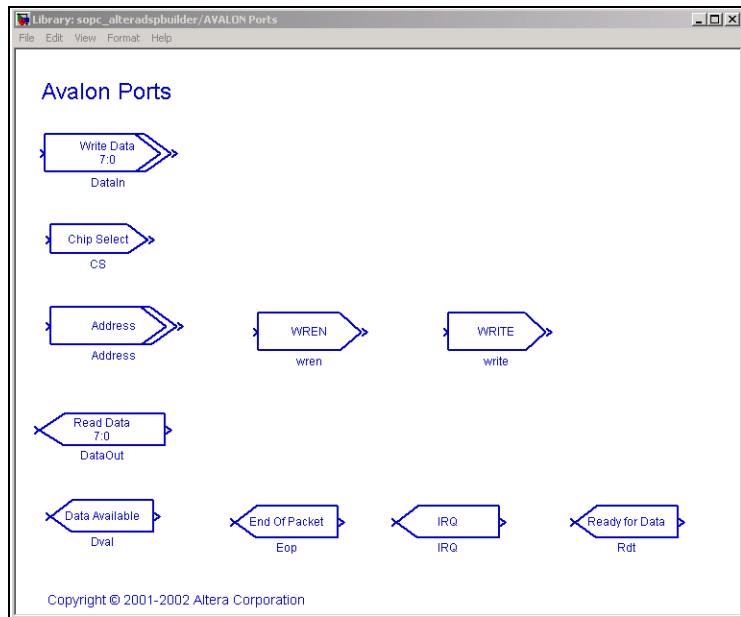 Library: sopc_alteradspbuilder/AVALON Ports
File Edit View Format Help
Avalon Ports
Write Data
7:0
DataIn
Chip Select
CS
Address
Address
WREN
wren
WRITE
write
Read Data
7:0
DataOut
Data Available
Dval
End Of Packet
Eop
IRQ
IRQ
Ready for Data
Rdt
Copyright © 2001-2002 Altera Corporation